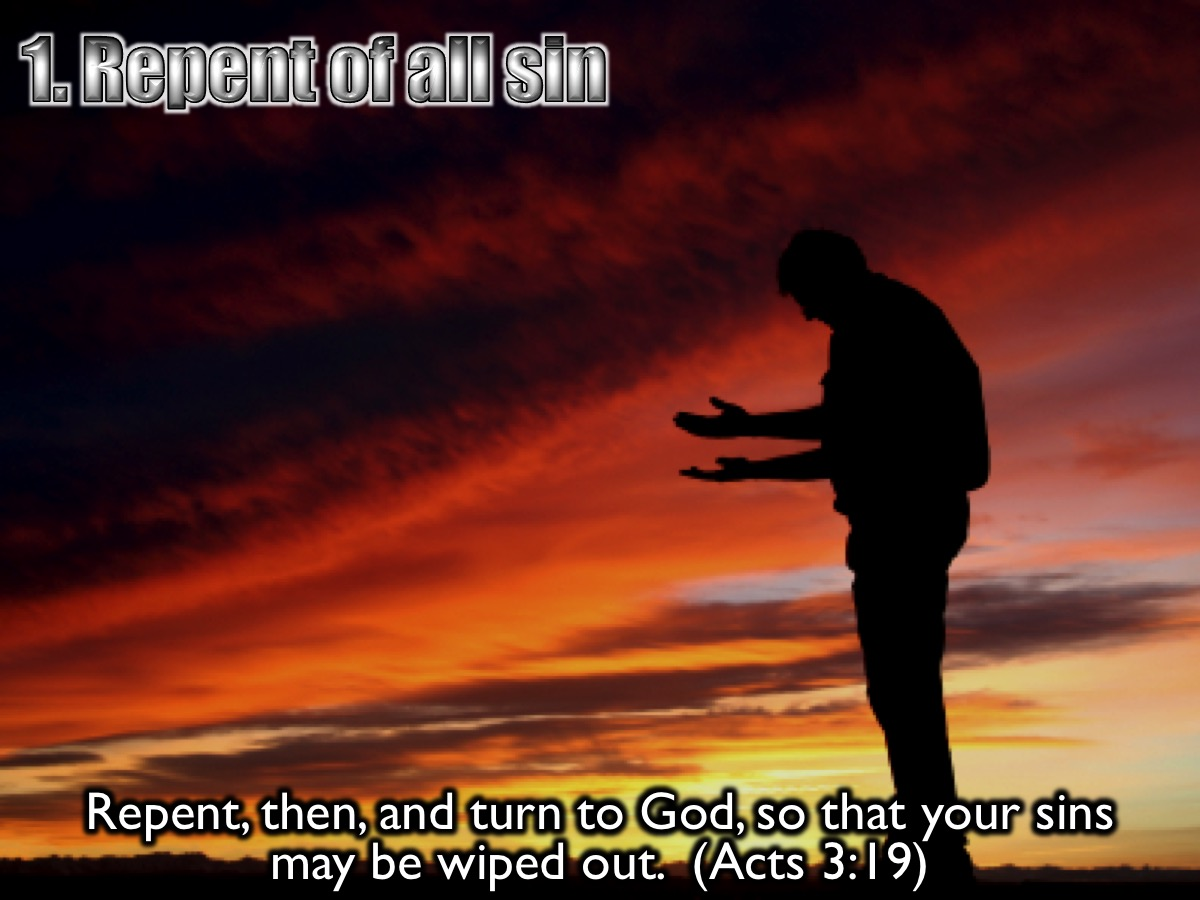 1. Repent of all sin
Repent, then, and turn to God, so that your sins
may be wiped out.  (Acts 3:19)